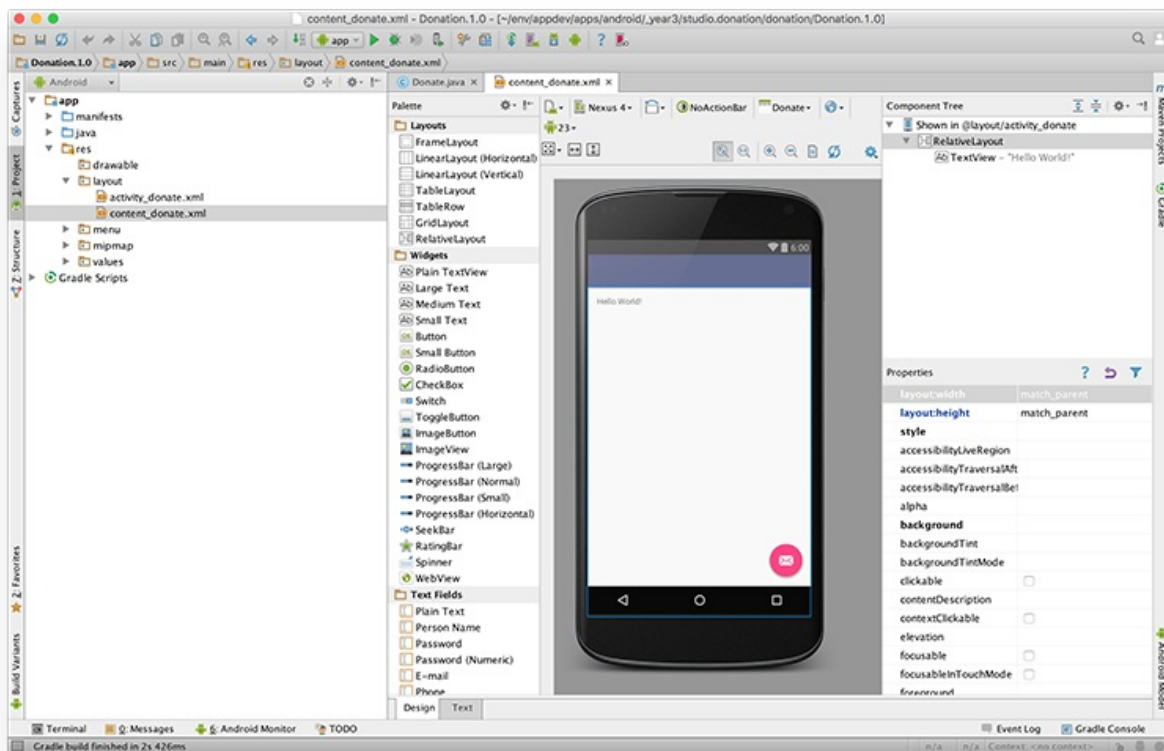 content_donate.xml - Donation.1.0 - [~/env/appdev/apps/android/_year3/studio.donation/donation/Donation.1.0]
app
Donation.1.0 app src main res layout content_donate.xml
Android
Donate.java × content_donate.xml ×
Captures
1: Project
Z: Structure
2: Favorites
Build Variants
app
manifests
java
res
drawable
layout
activity_donate.xml
content_donate.xml
menu
mipmap
values
Gradle Scripts
Palette
Layouts
FrameLayout
LinearLayout (Horizontal)
LinearLayout (Vertical)
TableLayout
TableRow
GridLayout
RelativeLayout
Widgets
Plain TextView
Large Text
Medium Text
Small Text
Button
Small Button
RadioButton
CheckBox
Switch
ToggleButton
ImageButton
ImageView
ProgressBar (Large)
ProgressBar (Normal)
ProgressBar (Small)
ProgressBar (Horizontal)
SeekBar
RatingBar
Spinner
WebView
Text Fields
Plain Text
Person Name
Password
Password (Numeric)
E-mail
Phone
Design Text
Nexus 4 NoActionBar Donate
23
6:00
Hello World!
Component Tree
Shown in @layout/activity_donate
RelativeLayout
Ab TextView - "Hello World!"
Properties
layout:width match_parent
layout:height match_parent
style
accessibilityLiveRegion
accessibilityTraversalAft
accessibilityTraversalBef
alpha
background
backgroundTint
backgroundTintMode
clickable
contentDescription
contextClickable
elevation
focusable
focusableInTouchMode
foreground
Maven Projects
Gradle
Android Model
Terminal 0: Messages 6: Android Monitor TODO Event Log Gradle Console
Gradle build finished in 2s 426ms n/a n/a Context: <no context>